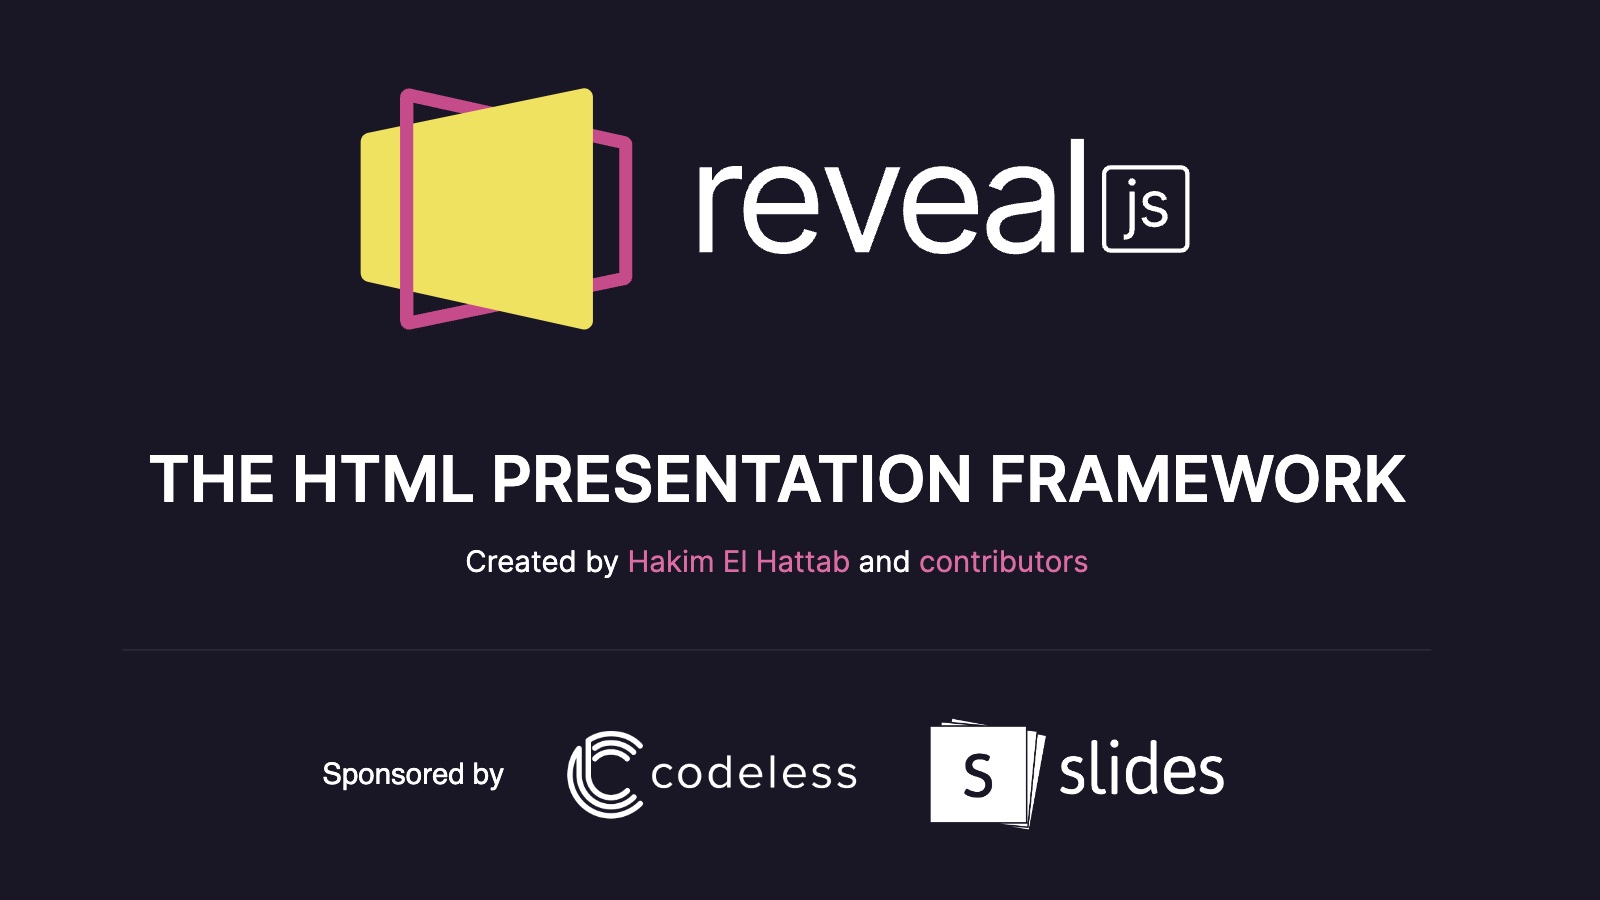 reveal js
THE HTML PRESENTATION FRAMEWORK
Created by Hakim El Hattab and contributors
Sponsored by codeless S slides